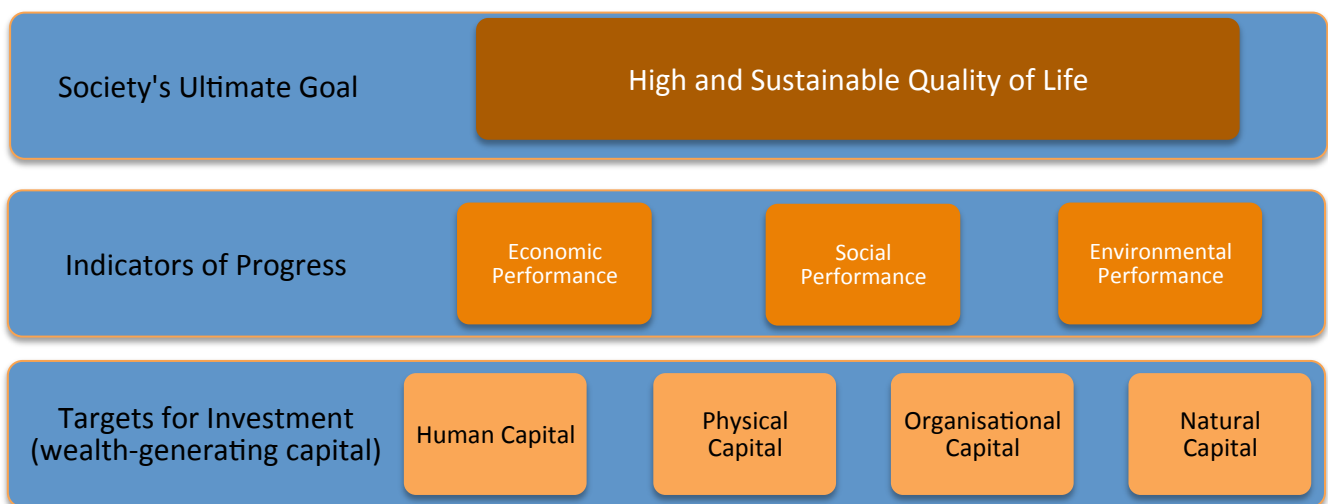 Society's Ultimate Goal
High and Sustainable Quality of Life
Indicators of Progress
Economic
Performance
Social
Performance
Environmental
Performance
Targets for Investment
(wealth-generating capital)
Human Capital
Physical
Capital
Organisational
Capital
Natural
Capital